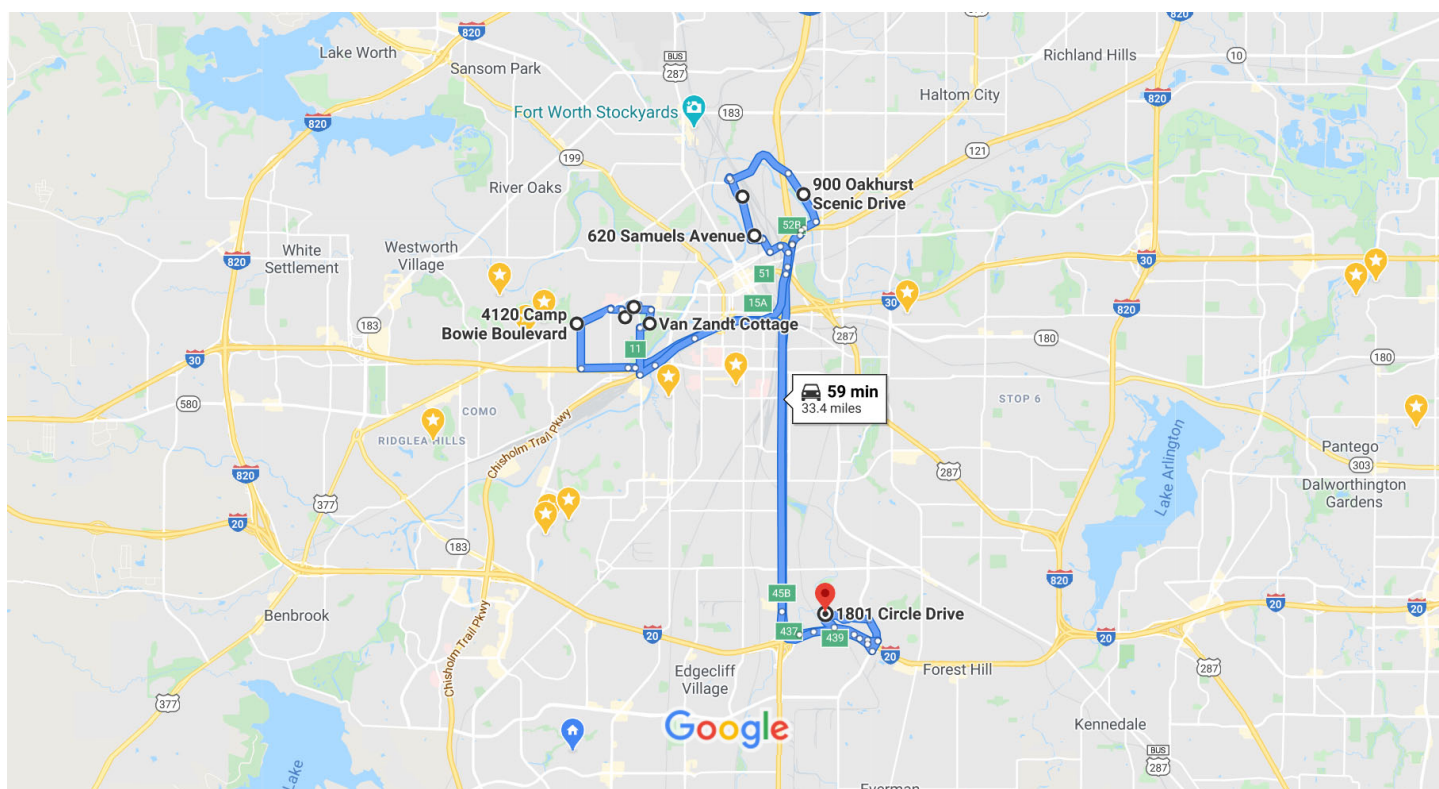 820
820
Lake Worth
Sansom Park
BUS
287
Richland Hills
10
Fort Worth Stockyards
183
Haltom City
820
820
199
121
River Oaks
900 Oakhurst
Scenic Drive
52B
620 Samuels Avenue
White
Settlement
Westworth
Village
820
30
51
15A
30
820
4120 Camp
Bowie Boulevard
Van Zandt Cottage
183
287
180
180
30
11
59 min
33.4 miles
580
COMO
STOP 6
RIDGLEA HILLS
Chisholm Trail Pkwy
Lake Arlington
Pantego
303
Dalworthington
Gardens
820
287
377
20
183
820
45B
1801 Circle Drive
Benbrook
Chisholm Trail Pkwy
20
437
439
20
20
20
Edgecliff
Village
Forest Hill
287
377
Google
Kennedale
BUS
287
Lake
Everman